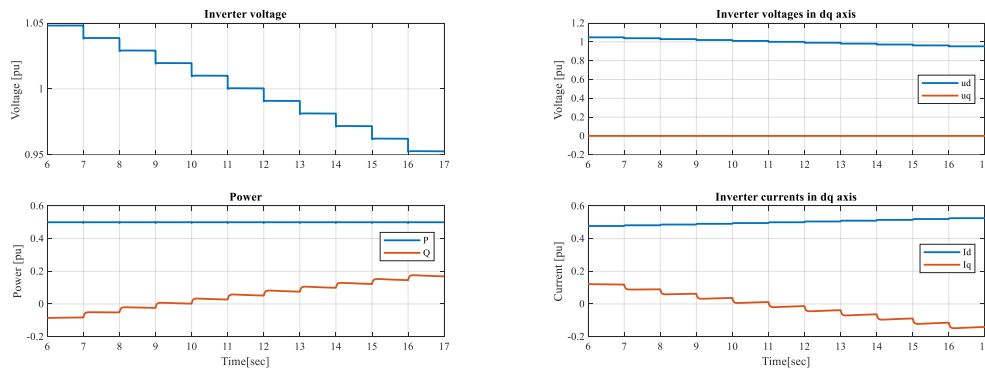 Inverter voltage
1.05
1
0.95
Voltage [pu]
6 7 8 9 10 11 12 13 14 15 16 17
Inverter voltages in dq axis
1.2
1
0.8
0.6
0.4
0.2
0
-0.2
Voltage [pu]
ud
uq
6 7 8 9 10 11 12 13 14 15 16 1
Power
0.6
0.4
0.2
0
-0.2
Power [pu]
P
Q
6 7 8 9 10 11 12 13 14 15 16 17
Time[sec]
Inverter currents in dq axis
0.6
0.4
0.2
0
-0.2
Current [pu]
Id
Iq
6 7 8 9 10 11 12 13 14 15 16 1
Time[sec]